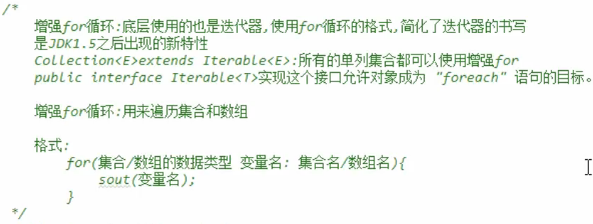 /*
增强for循环:底层使用的也是迭代器,使用for循环的格式,简化了迭代器的书写
是JDK1.5之后出现的新特性
Collection<E>extends Iterable<E>:所有的单列集合都可以使用增强for
public interface Iterable<T>实现这个接口允许对象成为 "foreach" 语句的目标。
增强for循环:用来遍历集合和数组
格式:
for(集合/数组的数据类型 变量名: 集合名/数组名){
sout(变量名);
}
*/